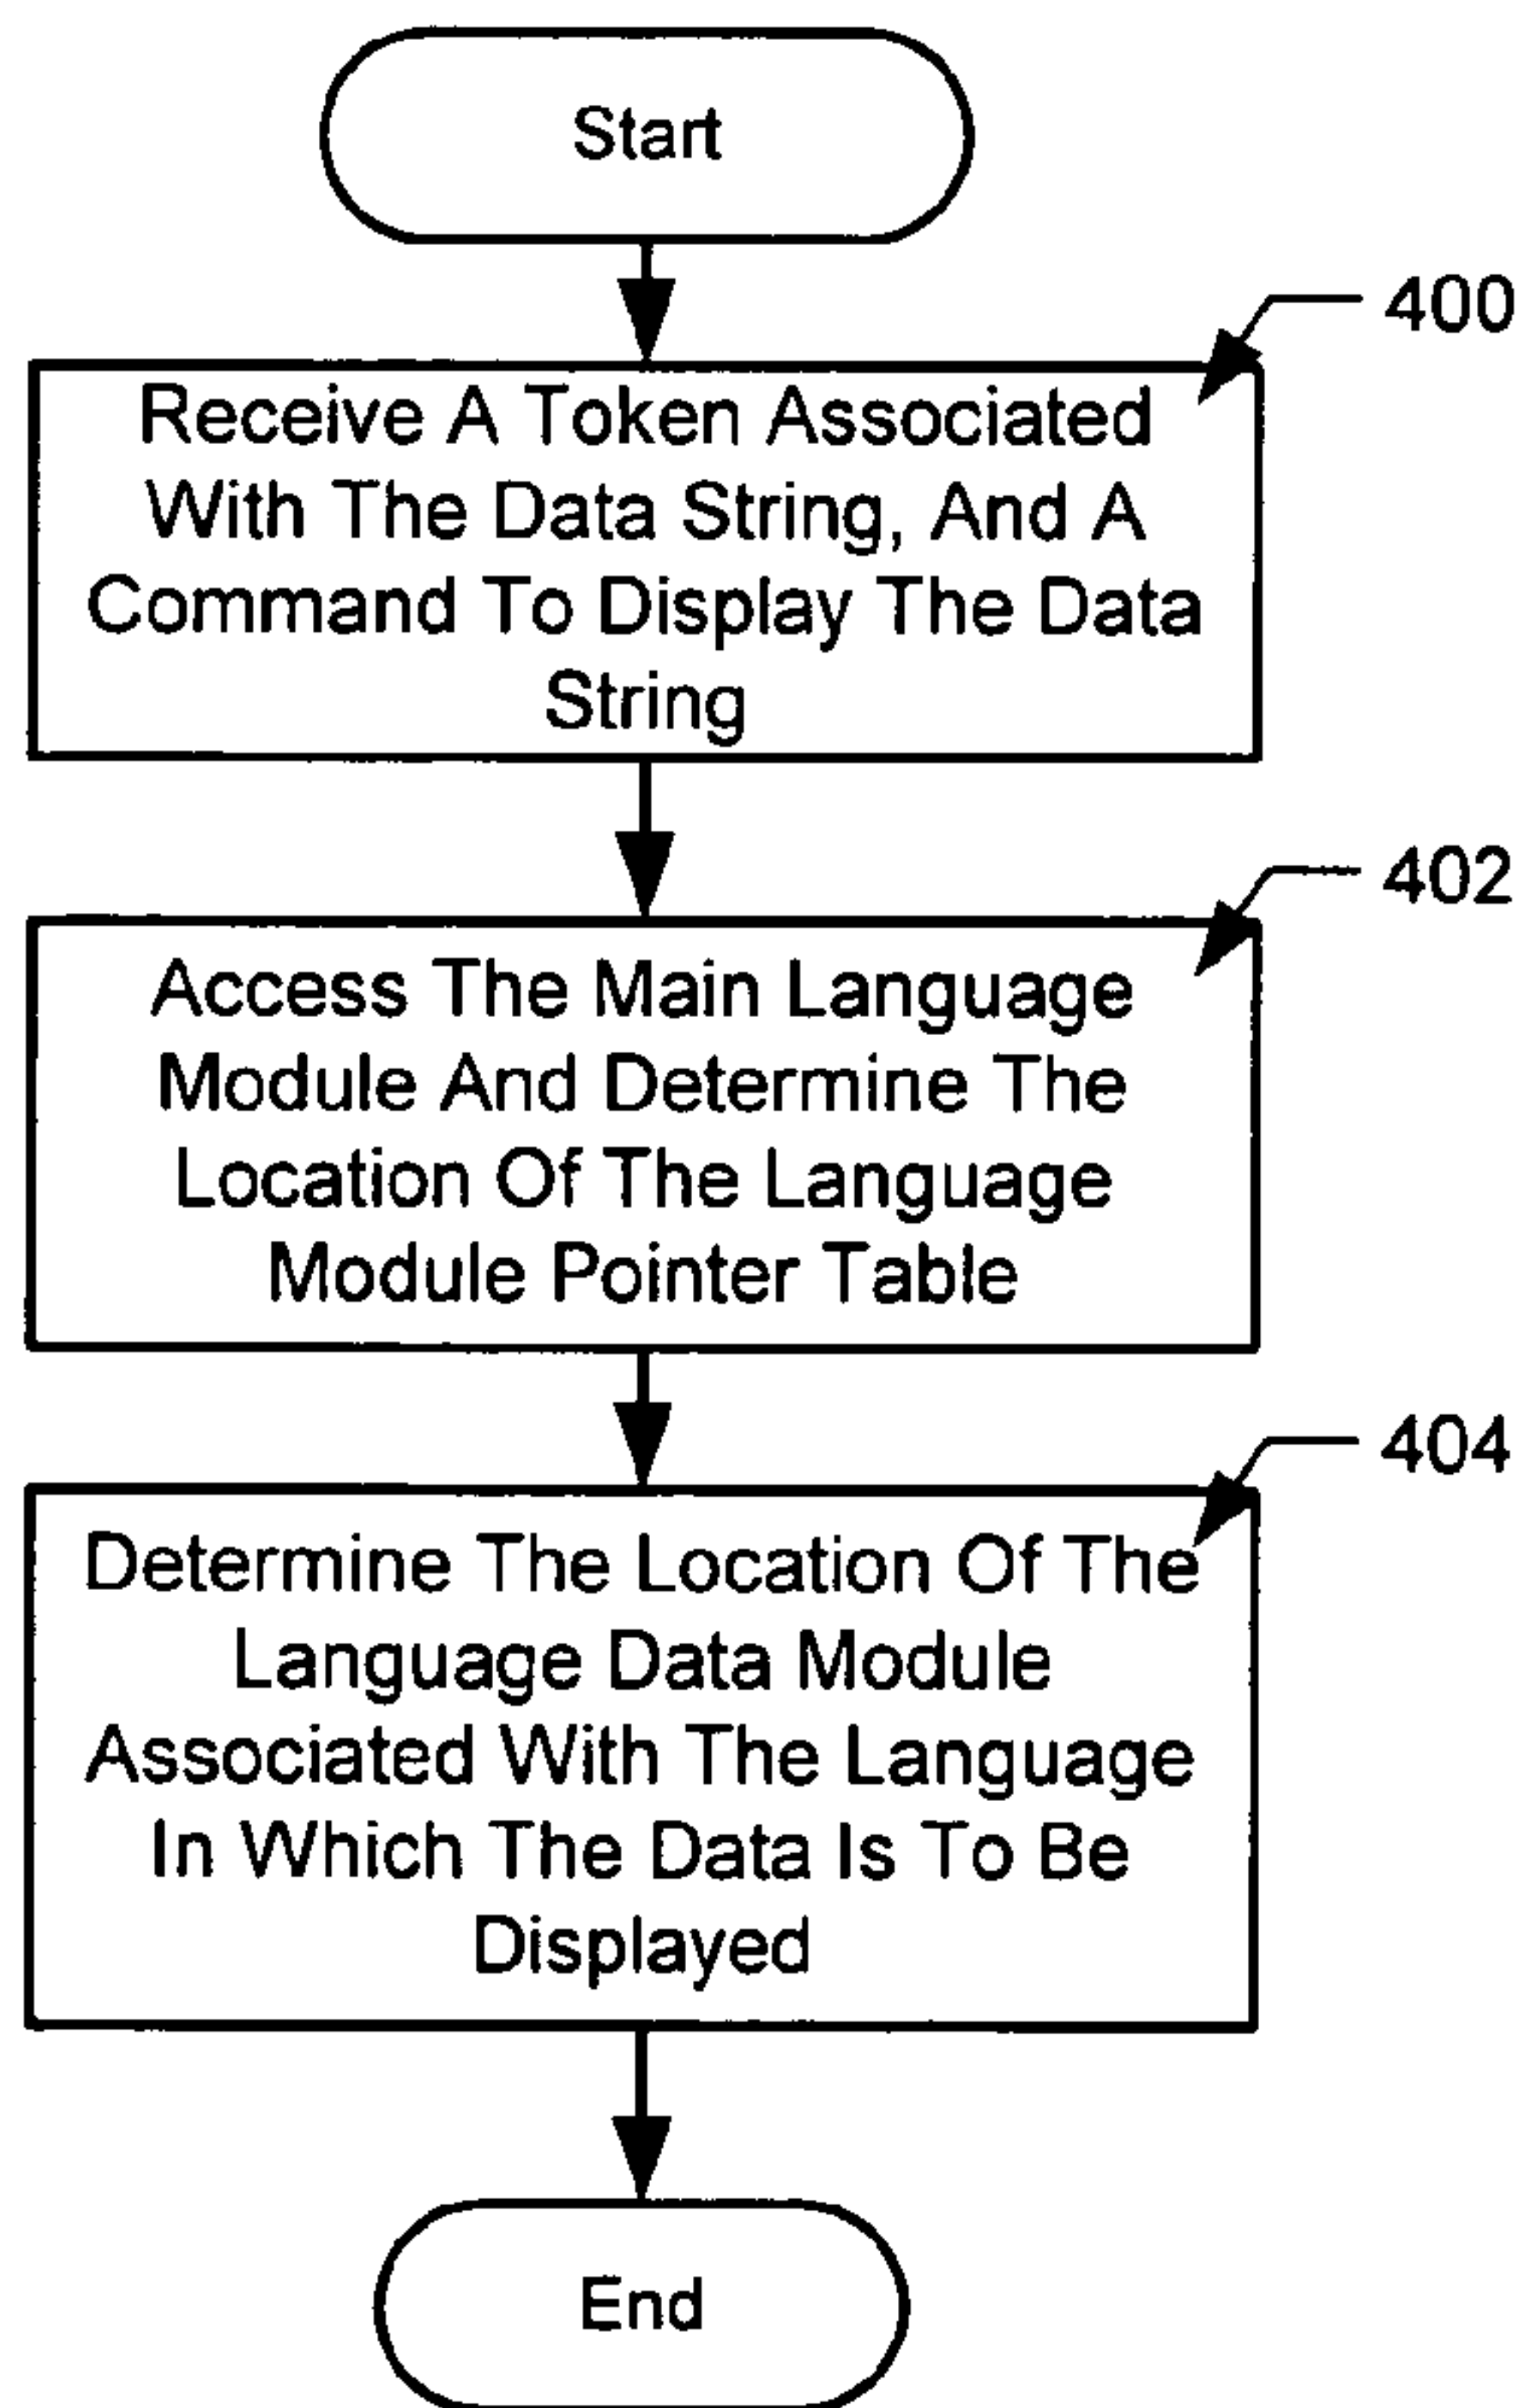 Start
400
Receive A Token Associated
With The Data String, And A
Command To Display The Data
String
402
Access The Main Language
Module And Determine The
Location Of The Language
Module Pointer Table
404
Determine The Location Of The
Language Data Module
Associated With The Language
In Which The Data Is To Be
Displayed
End